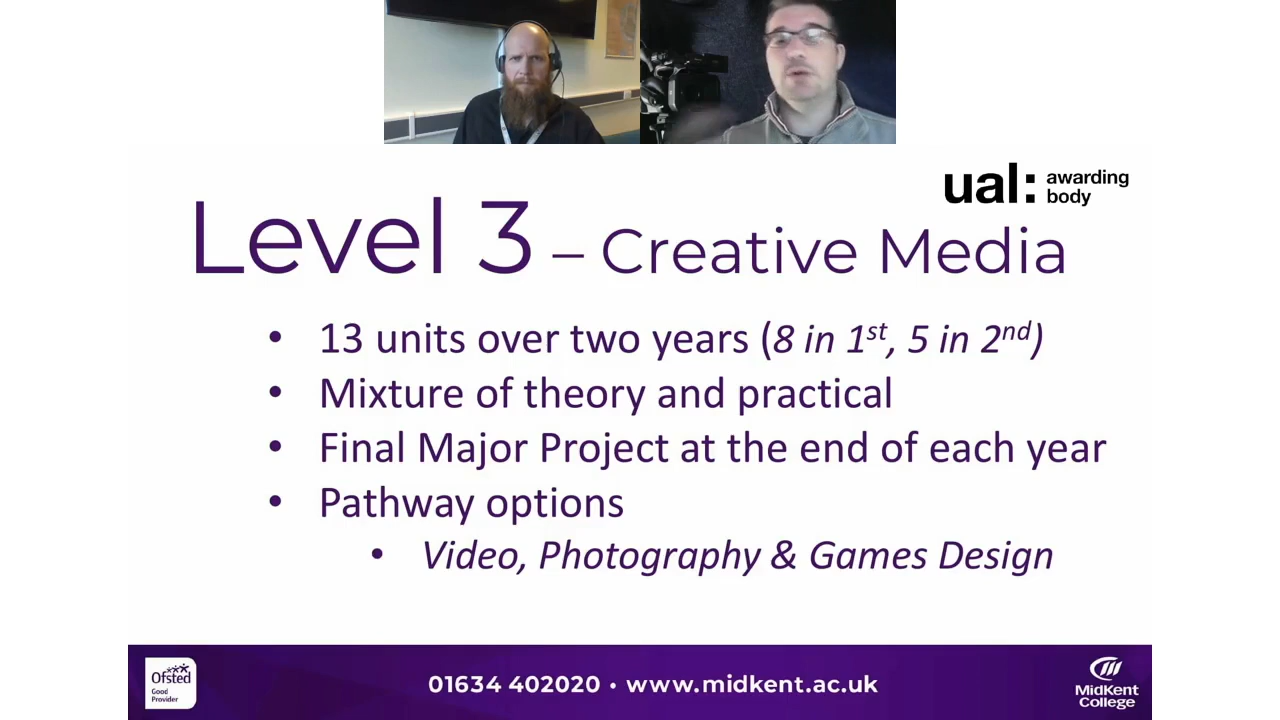 ual: awarding
body
Level 3 – Creative Media
• 13 units over two years (8 in 1st, 5 in 2nd)
• Mixture of theory and practical
• Final Major Project at the end of each year
• Pathway options
• Video, Photography & Games Design
Ofsted
Good
Provider
01634 402020 • www.midkent.ac.uk
MidKent
College